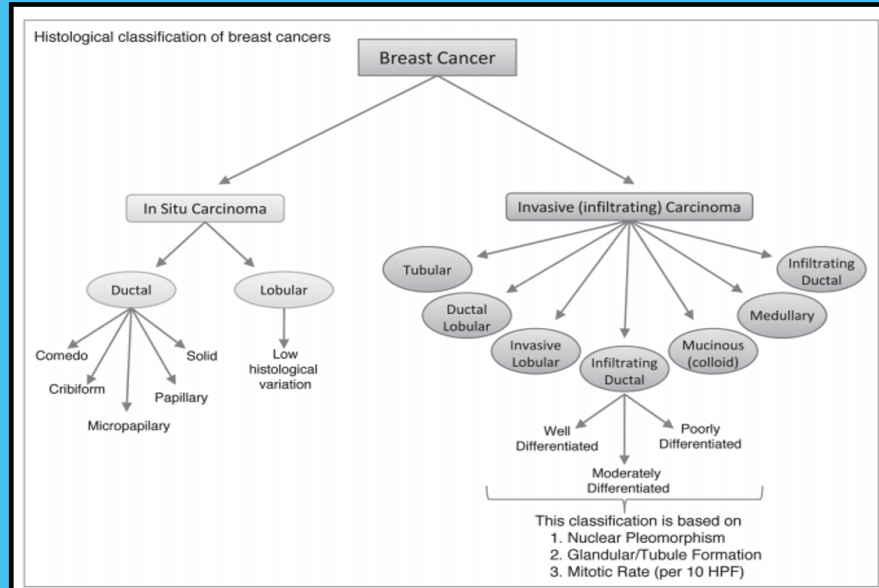 Histological classification of breast cancers
Breast Cancer
In Situ Carcinoma
Invasive (infiltrating) Carcinoma
Ductal
Lobular
Comedo
Cribiform
Micropapilary
Papillary
Solid
Low
histological
variation
Tubular
Ductal
Lobular
Invasive
Lobular
Infiltrating
Ductal
Mucinous
(colloid)
Medullary
Infiltrating
Ductal
Well
Differentiated
Moderately
Differentiated
Poorly
Differentiated
This classification is based on
1. Nuclear Pleomorphism
2. Glandular/Tubule Formation
3. Mitotic Rate (per 10 HPF)